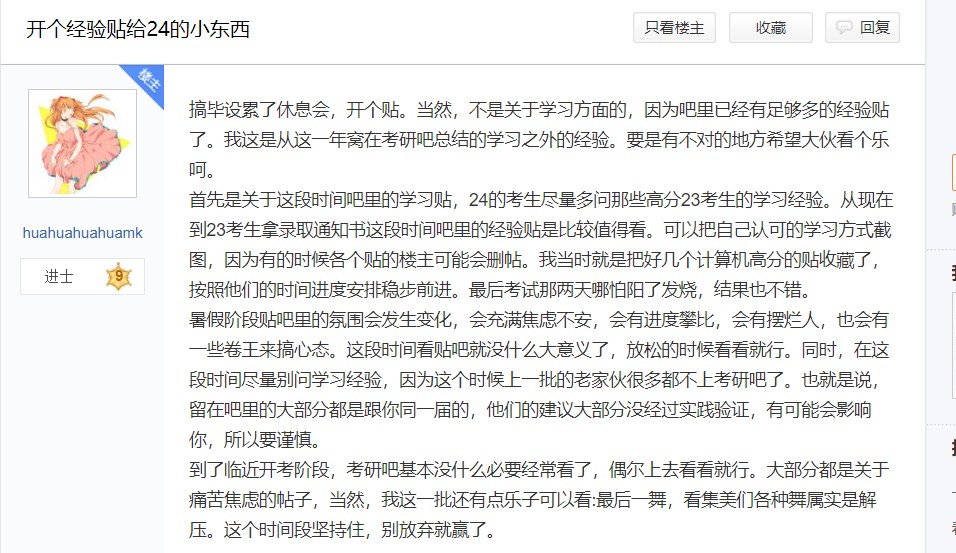 开个经验贴给24的小东西
只看楼主
收藏
回复
楼主
huahuahuahuamk
进士
9
搞毕设累了休息会，开个贴。当然，不是关于学习方面的，因为吧里已经有足够多的经验贴
了。我这是从这一年窝在考研吧总结的学习之外的经验。要是有不对的地方希望大伙看个乐
呵。
首先是关于这段时间吧里的学习贴，24的考生尽量多问那些高分23考生的学习经验。从现在
到23考生拿录取通知书这段时间吧里的经验贴是比较值得看。可以把自己认可的学习方式截
图，因为有的时候各个贴的楼主可能会删帖。我当时就是把好几个计算机高分的贴收藏了，
按照他们的时间进度安排稳步前进。最后考试那两天哪怕阳了发烧，结果也不错。
暑假阶段贴吧里的氛围会发生变化，会充满焦虑不安，会有进度攀比，会有摆烂人，也会有
一些卷王来搞心态。这段时间看贴吧就没什么大意义了，放松的时候看看就行。同时，在这
段时间尽量别问学习经验，因为这个时候上一批的老家伙很多都不上考研吧了。也就是说，
留在吧里的大部分都是跟你同一届的，他们的建议大部分没经过实践验证，有可能会影响
你，所以要谨慎。
到了临近开考阶段，考研吧基本没什么必要经常看了，偶尔上去看看就行。大部分都是关于
痛苦焦虑的帖子，当然，我这一批还有点乐子可以看:最后一舞，看集美们各种舞属实是解
压。这个时间段坚持住，别放弃就赢了。